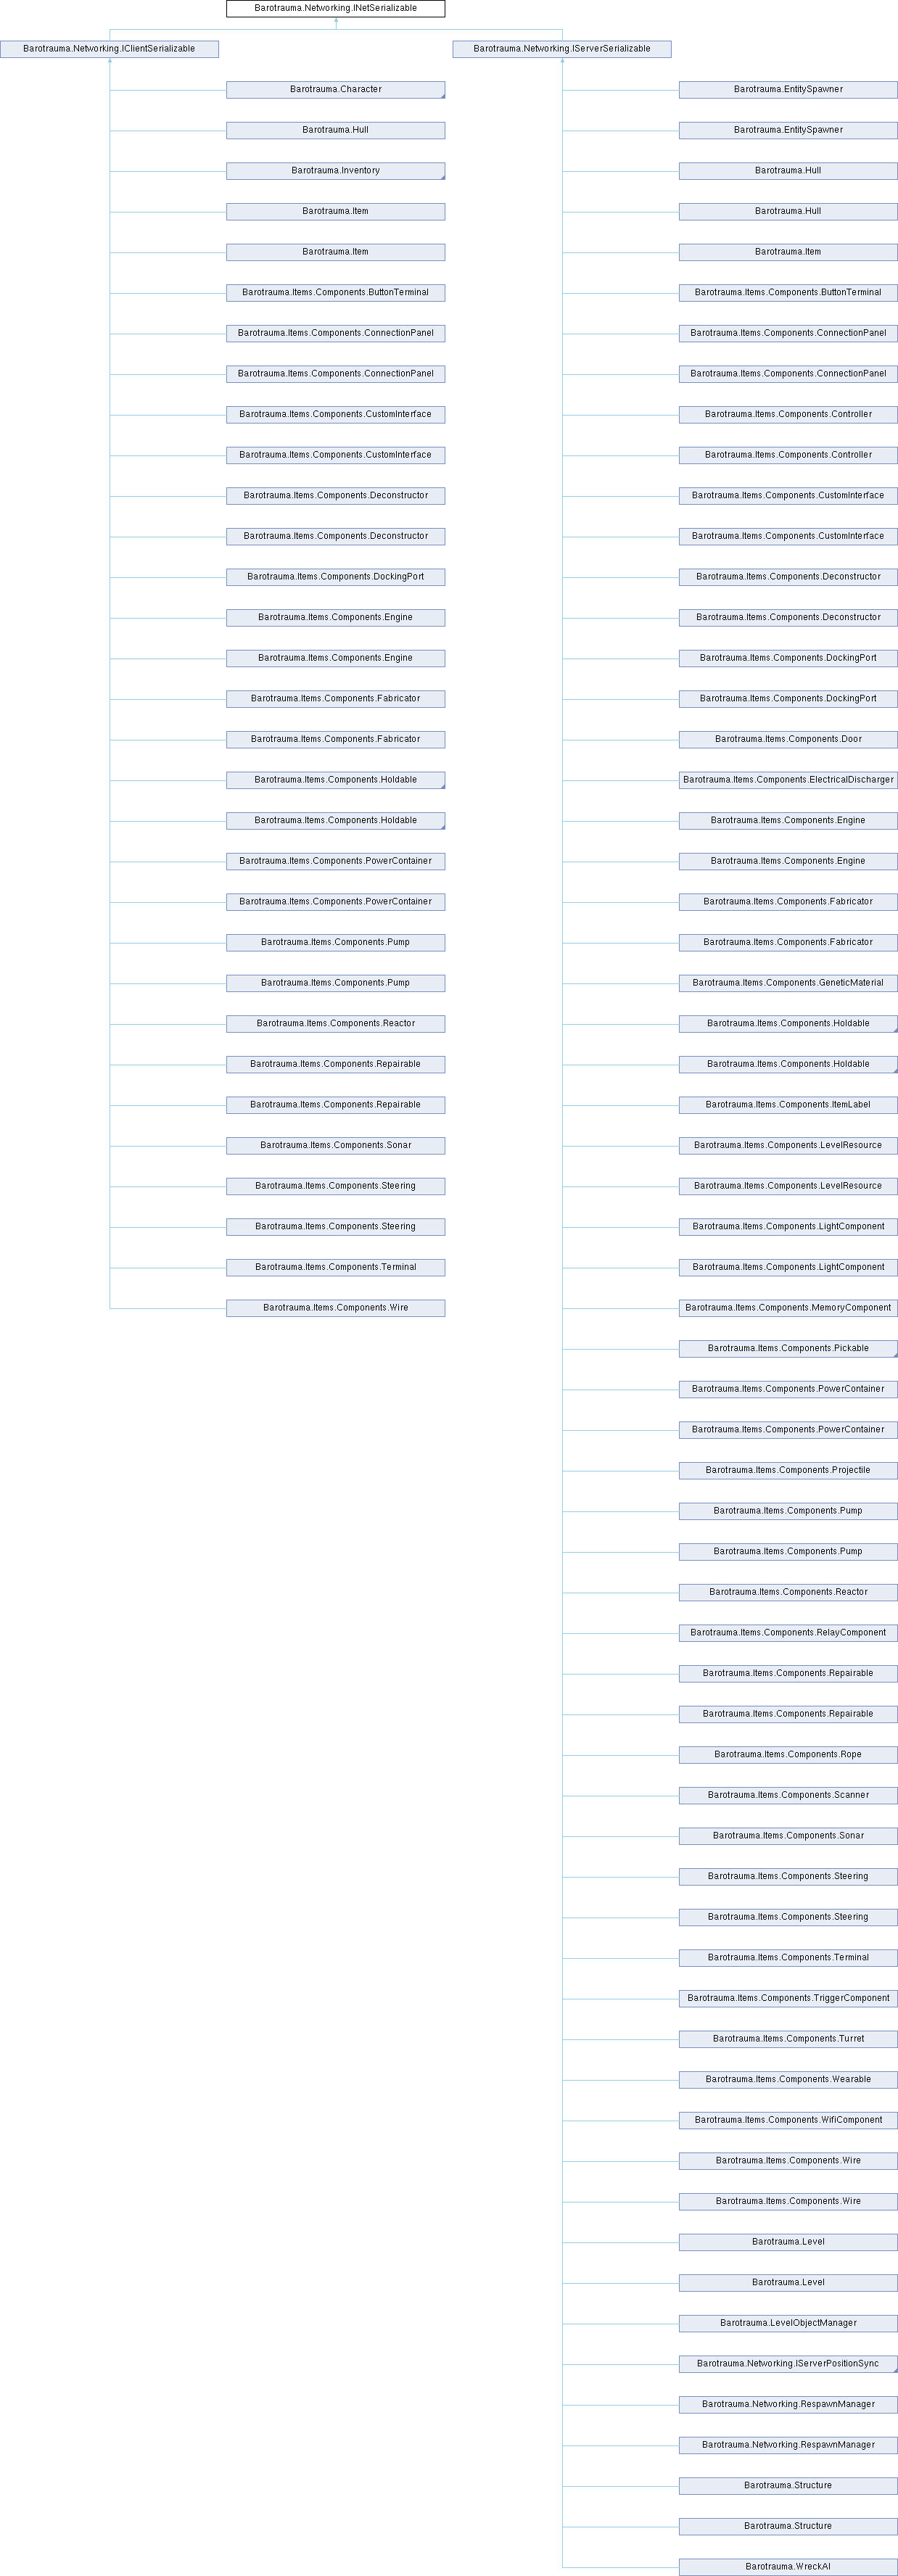 Barotrauma.Networking.INetSerializable
Barotrauma.Networking.IClientSerializable
Barotrauma.Networking.IServerSerializable
Barotrauma.Character
Barotrauma.Hull
Barotrauma.Inventory
Barotrauma.Item
Barotrauma.Item
Barotrauma.Items.Components.ButtonTerminal
Barotrauma.Items.Components.ConnectionPanel
Barotrauma.Items.Components.ConnectionPanel
Barotrauma.Items.Components.CustomInterface
Barotrauma.Items.Components.CustomInterface
Barotrauma.Items.Components.Deconstructor
Barotrauma.Items.Components.Deconstructor
Barotrauma.Items.Components.DockingPort
Barotrauma.Items.Components.Engine
Barotrauma.Items.Components.Engine
Barotrauma.Items.Components.Fabricator
Barotrauma.Items.Components.Fabricator
Barotrauma.Items.Components.Holdable
Barotrauma.Items.Components.Holdable
Barotrauma.Items.Components.PowerContainer
Barotrauma.Items.Components.PowerContainer
Barotrauma.Items.Components.Pump
Barotrauma.Items.Components.Pump
Barotrauma.Items.Components.Reactor
Barotrauma.Items.Components.Repairable
Barotrauma.Items.Components.Repairable
Barotrauma.Items.Components.Sonar
Barotrauma.Items.Components.Steering
Barotrauma.Items.Components.Steering
Barotrauma.Items.Components.Terminal
Barotrauma.Items.Components.Wire
Barotrauma.EntitySpawner
Barotrauma.EntitySpawner
Barotrauma.Hull
Barotrauma.Hull
Barotrauma.Item
Barotrauma.Items.Components.ButtonTerminal
Barotrauma.Items.Components.ConnectionPanel
Barotrauma.Items.Components.ConnectionPanel
Barotrauma.Items.Components.Controller
Barotrauma.Items.Components.Controller
Barotrauma.Items.Components.CustomInterface
Barotrauma.Items.Components.CustomInterface
Barotrauma.Items.Components.Deconstructor
Barotrauma.Items.Components.Deconstructor
Barotrauma.Items.Components.DockingPort
Barotrauma.Items.Components.DockingPort
Barotrauma.Items.Components.Door
Barotrauma.Items.Components.ElectricalDischarger
Barotrauma.Items.Components.Engine
Barotrauma.Items.Components.Engine
Barotrauma.Items.Components.Fabricator
Barotrauma.Items.Components.Fabricator
Barotrauma.Items.Components.GeneticMaterial
Barotrauma.Items.Components.Holdable
Barotrauma.Items.Components.Holdable
Barotrauma.Items.Components.ItemLabel
Barotrauma.Items.Components.LevelResource
Barotrauma.Items.Components.LevelResource
Barotrauma.Items.Components.LightComponent
Barotrauma.Items.Components.LightComponent
Barotrauma.Items.Components.MemoryComponent
Barotrauma.Items.Components.Pickable
Barotrauma.Items.Components.PowerContainer
Barotrauma.Items.Components.PowerContainer
Barotrauma.Items.Components.Projectile
Barotrauma.Items.Components.Pump
Barotrauma.Items.Components.Pump
Barotrauma.Items.Components.Reactor
Barotrauma.Items.Components.RelayComponent
Barotrauma.Items.Components.Repairable
Barotrauma.Items.Components.Repairable
Barotrauma.Items.Components.Rope
Barotrauma.Items.Components.Scanner
Barotrauma.Items.Components.Sonar
Barotrauma.Items.Components.Steering
Barotrauma.Items.Components.Steering
Barotrauma.Items.Components.Terminal
Barotrauma.Items.Components.TriggerComponent
Barotrauma.Items.Components.Turret
Barotrauma.Items.Components.Wearable
Barotrauma.Items.Components.WifiComponent
Barotrauma.Items.Components.Wire
Barotrauma.Items.Components.Wire
Barotrauma.Level
Barotrauma.Level
Barotrauma.LevelObjectManager
Barotrauma.Networking.IServerPositionSync
Barotrauma.Networking.RespawnManager
Barotrauma.Networking.RespawnManager
Barotrauma.Structure
Barotrauma.Structure
Barotrauma.WreckAI